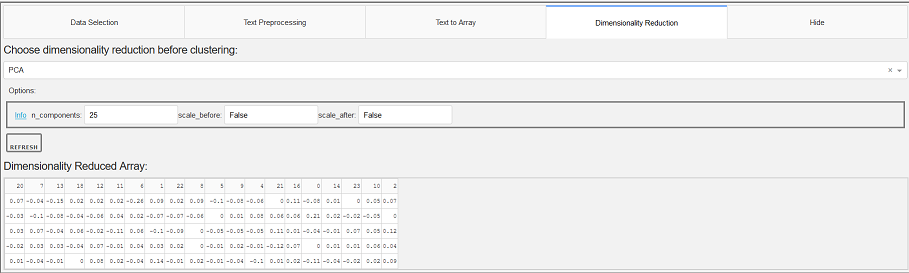 Data Selection Text Preprocessing Text to Array Dimensionality Reduction Hide
Choose dimensionality reduction before clustering:
PCA × 
Options:
Info n_components: 25 scale_before: False scale_after: False
REFRESH
Dimensionality Reduced Array:
20 7 13 18 12 11 6 1 22 8 5 9 4 21 16 0 14 23 10 2
0.07 -0.04 -0.15 0.02 0.02 0.02 -0.26 0.09 0.02 0.09 -0.1 -0.08 -0.06 0 0.01 -0.08 0.01 0 0.05 0.07
-0.03 -0.1 -0.08 -0.04 -0.06 0.04 0.02 -0.07 -0.07 -0.08 0 0.01 0.08 0.06 0.06 0.21 0.02 -0.02 -0.05 0
0.03 0.07 -0.04 0.06 -0.02 -0.11 0.06 -0.1 -0.09 0 -0.05 -0.05 -0.05 0.11 0.01 -0.04 -0.01 0.07 0.05 0.12
-0.02 0.03 0.03 -0.04 0.07 -0.01 0.04 0.03 0.02 0 -0.01 0.02 -0.01 -0.12 0.07 0 0.01 0.01 0.06 0.04
0.01 -0.04 -0.01 0 0.08 0.02 -0.04 0.14 -0.01 0.02 -0.01 -0.04 -0.1 0.01 0.02 -0.11 -0.04 -0.02 0.02 0.09